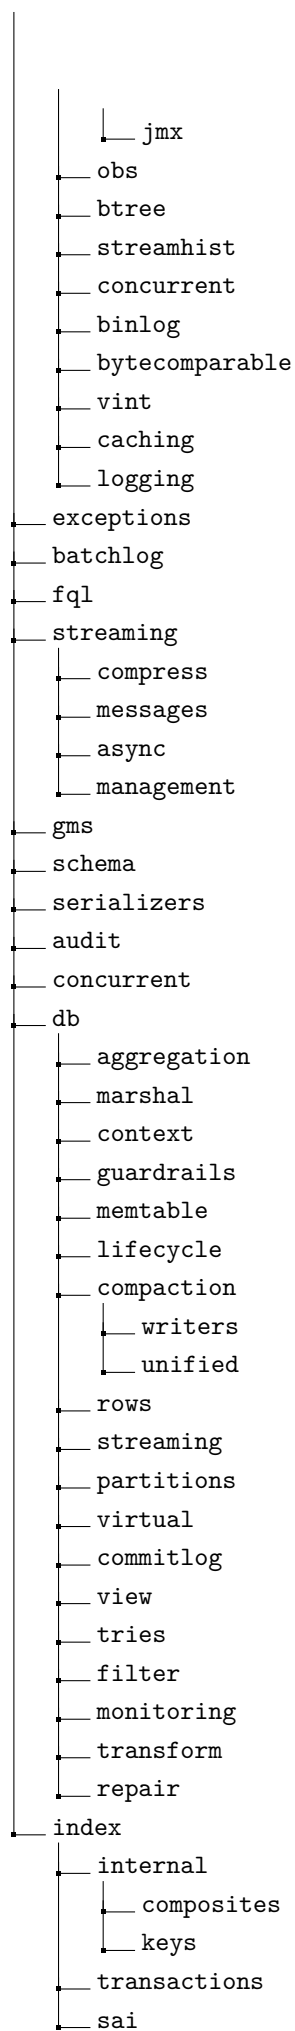 jmx
obs
btree
streamhist
concurrent
binlog
bytecomparable
vint
caching
logging
exceptions
batchlog
fql
streaming
compress
messages
async
management
gms
schema
serializers
audit
concurrent
db
aggregation
marshal
context
guardrails
memtable
lifecycle
compaction
writers
unified
rows
streaming
partitions
virtual
commitlog
view
tries
filter
monitoring
transform
repair
index
internal
composites
keys
transactions
sai